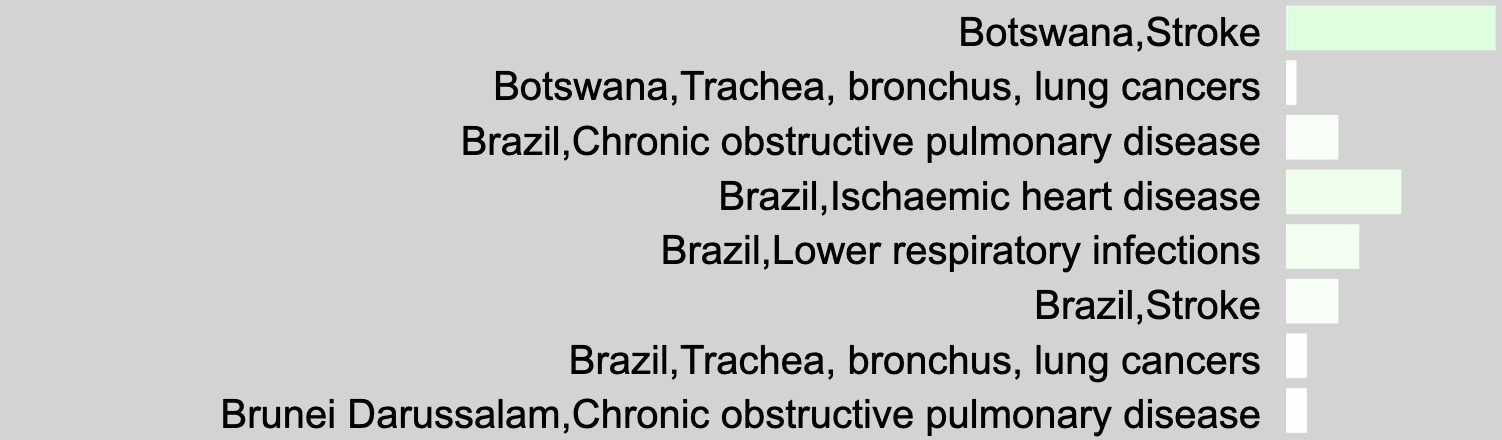 Botswana,Stroke
Botswana,Trachea, bronchus, lung cancers
Brazil,Chronic obstructive pulmonary disease
Brazil,Ischaemic heart disease
Brazil,Lower respiratory infections
Brazil,Stroke
Brazil,Trachea, bronchus, lung cancers
Brunei Darussalam,Chronic obstructive pulmonary disease